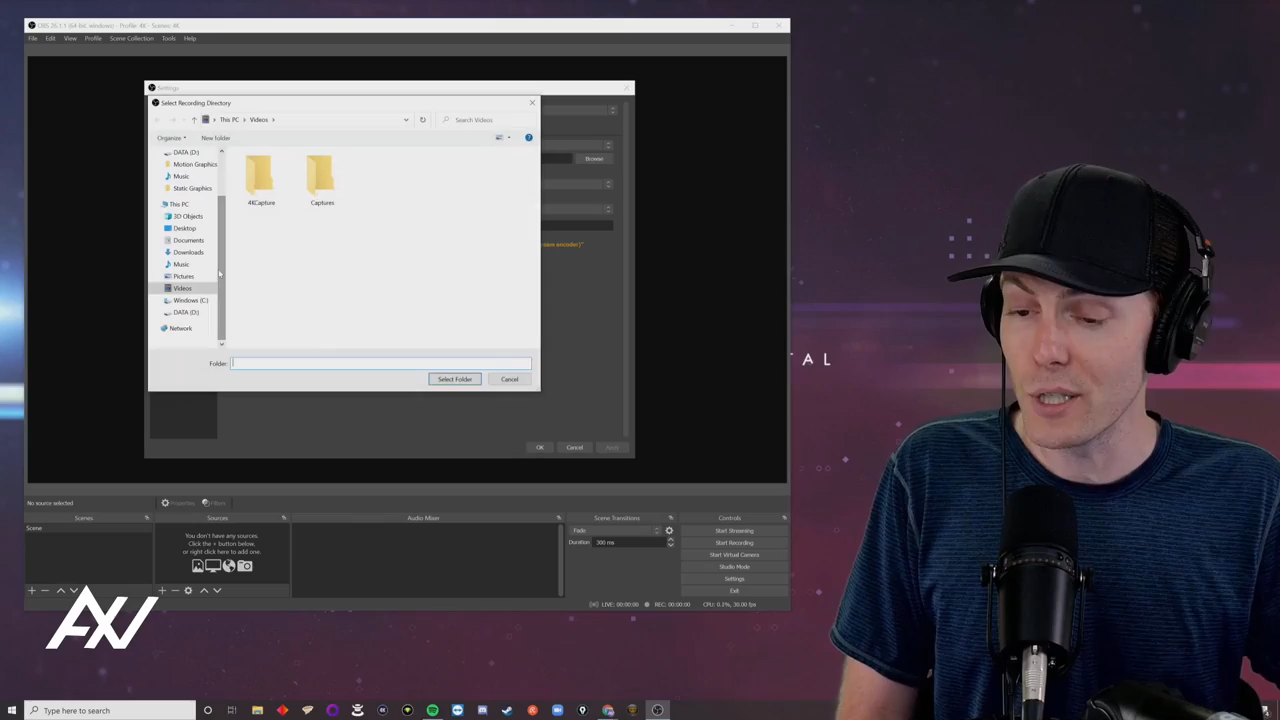 OBS 26.1.1 (64-bit, windows) - Profile: 4K - Scenes: 4K
File Edit View Profile Scene Collection Tools Help
Settings
Select Recording Directory
This PC > Videos >
Search Videos
Organize
New folder
DATA (D:)
Motion Graphics
Music
Static Graphics
This PC
3D Objects
Desktop
Documents
Downloads
Music
Pictures
Videos
Windows (C:)
DATA (D:)
Network
4KCapture
Captures
Browse
encoder)"
Folder:
Select Folder
Cancel
OK
Cancel
Apply
TAL
No source selected
Properties
Filters
Scenes
Sources
Audio Mixer
Scene Transitions
Controls
Scene
You don't have any sources.
Click the + button below,
or right click here to add one.
Fade
Duration
300 ms
Start Streaming
Start Recording
Start Virtual Camera
Studio Mode
Settings
Exit
LIVE: 00:00:00
REC: 00:00:00
CPU: 0.1%, 30.00 fps
Type here to search